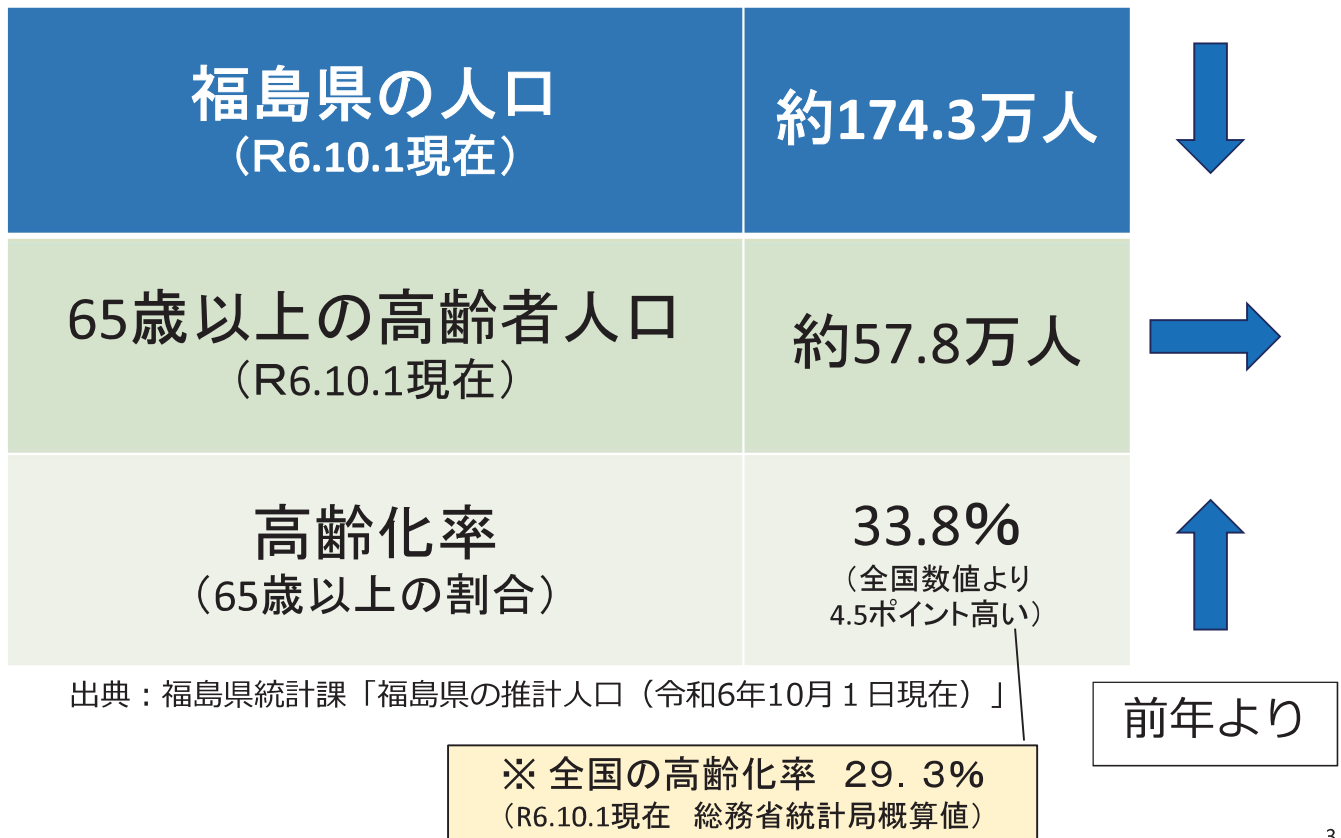 福島県の人口
（Ｒ6.10.1現在）
約174.3万人
65歳以上の高齢者人口
（Ｒ6.10.1現在）
約57.8万人
高齢化率
（65歳以上の割合）
33.8％
（全国数値より
4.5ポイント高い）
出典：福島県統計課「福島県の推計人口（令和6年10月１日現在）」
前年より
※ 全国の高齢化率　２９．３％
（R6.10.1現在　総務省統計局概算値）
3